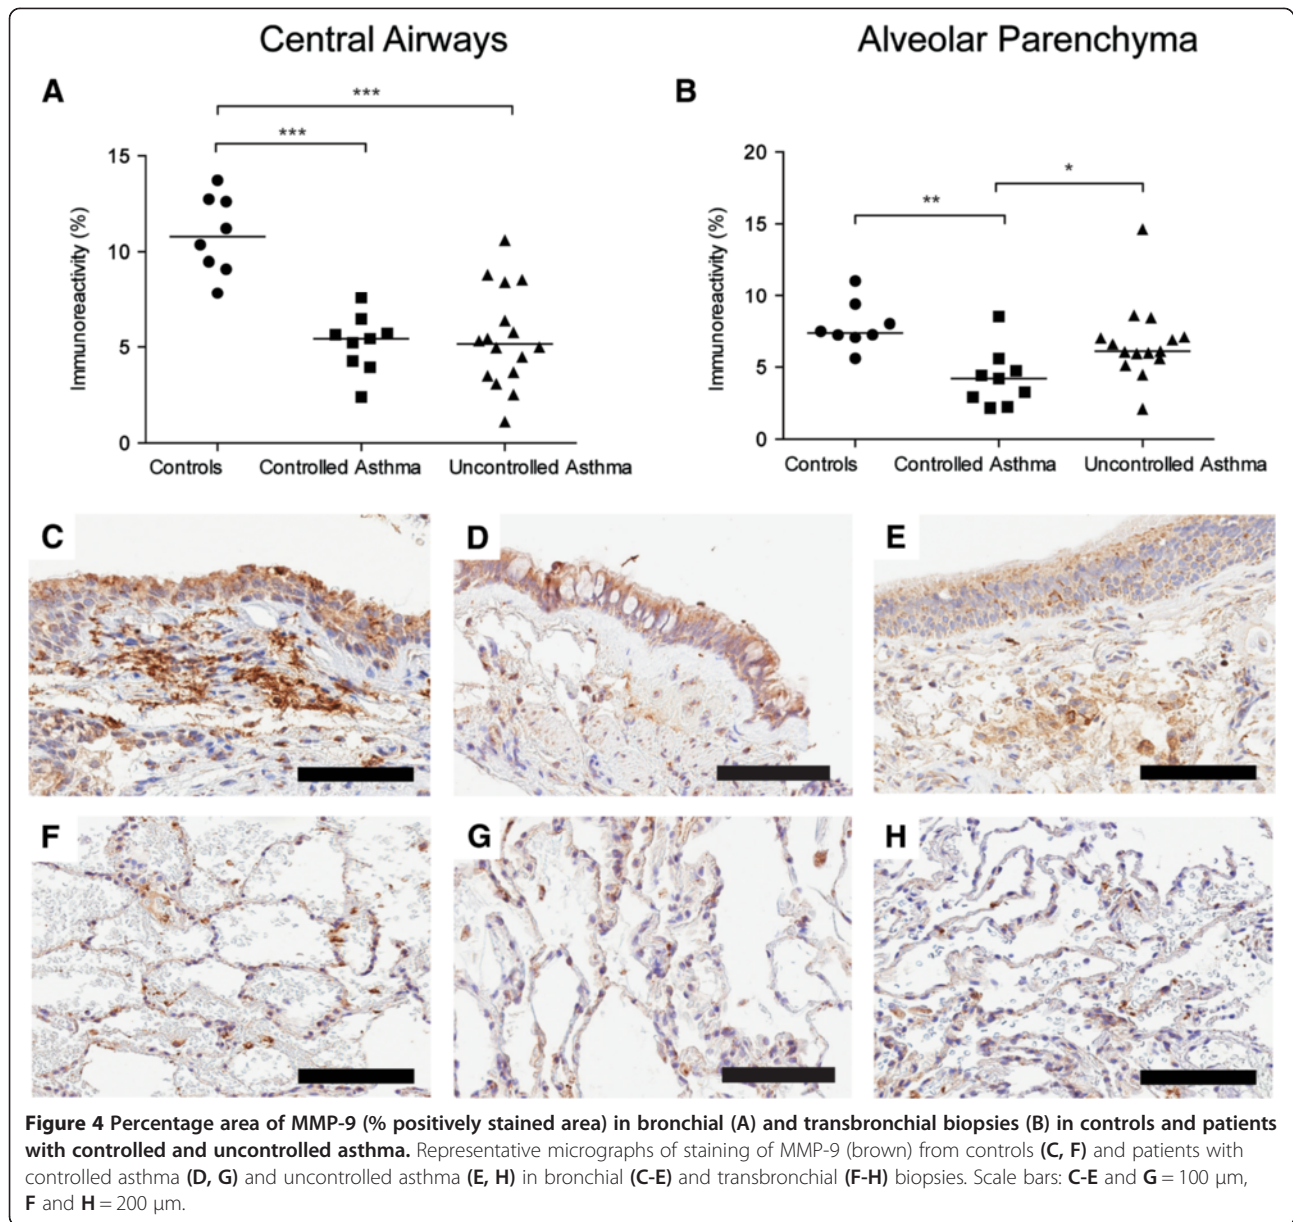 Central Airways
Alveolar Parenchyma
A
B
***
***
*
**
15
10
5
0
Immunoreactivity (%)
Controls
Controlled Asthma
Uncontrolled Asthma
20
15
10
5
0
Immunoreactivity (%)
Controls
Controlled Asthma
Uncontrolled Asthma
C
D
E
F
G
H
Figure 4 Percentage area of MMP-9 (% positively stained area) in bronchial (A) and transbronchial biopsies (B) in controls and patients
with controlled and uncontrolled asthma. Representative micrographs of staining of MMP-9 (brown) from controls (C, F) and patients with
controlled asthma (D, G) and uncontrolled asthma (E, H) in bronchial (C-E) and transbronchial (F-H) biopsies. Scale bars: C-E and G = 100 μm,
F and H = 200 μm.